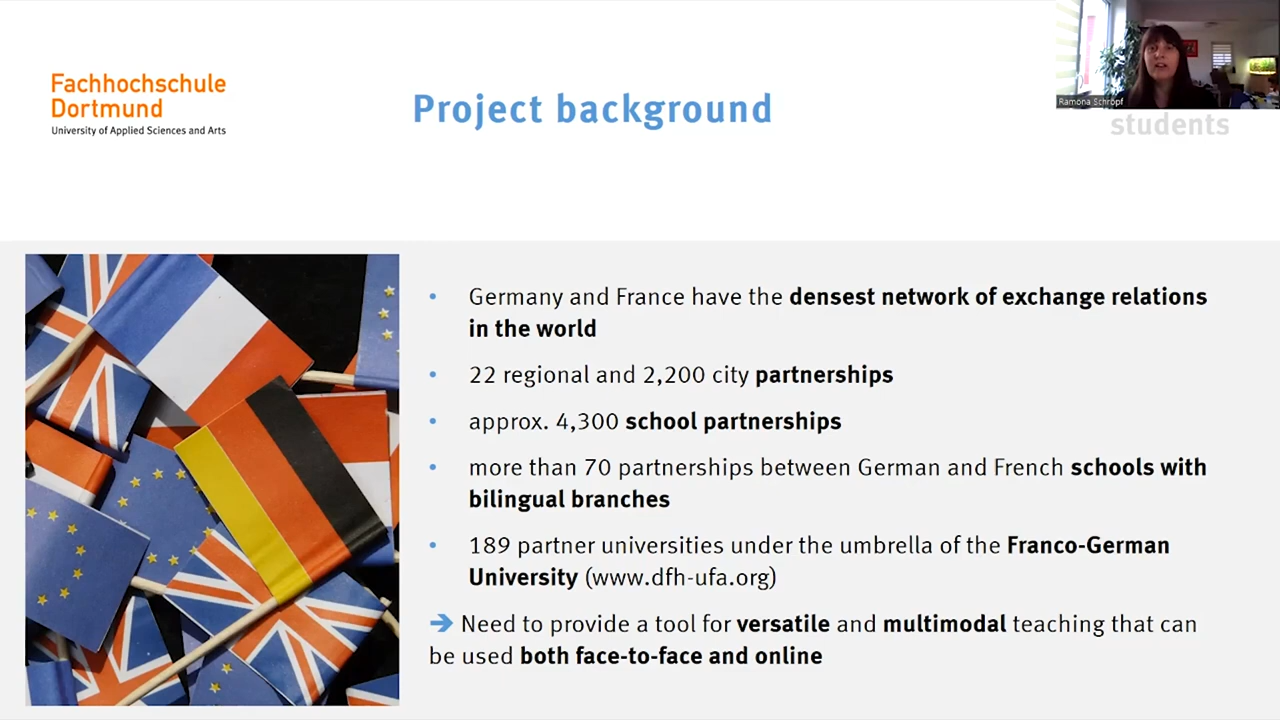 Fachhochschule
Dortmund
University of Applied Sciences and Arts
Project background
Ramona Schröpf
students
• Germany and France have the densest network of exchange relations
in the world
• 22 regional and 2,200 city partnerships
• approx. 4,300 school partnerships
• more than 70 partnerships between German and French schools with
bilingual branches
• 189 partner universities under the umbrella of the Franco-German
University (www.dfh-ufa.org)
➔ Need to provide a tool for versatile and multimodal teaching that can
be used both face-to-face and online